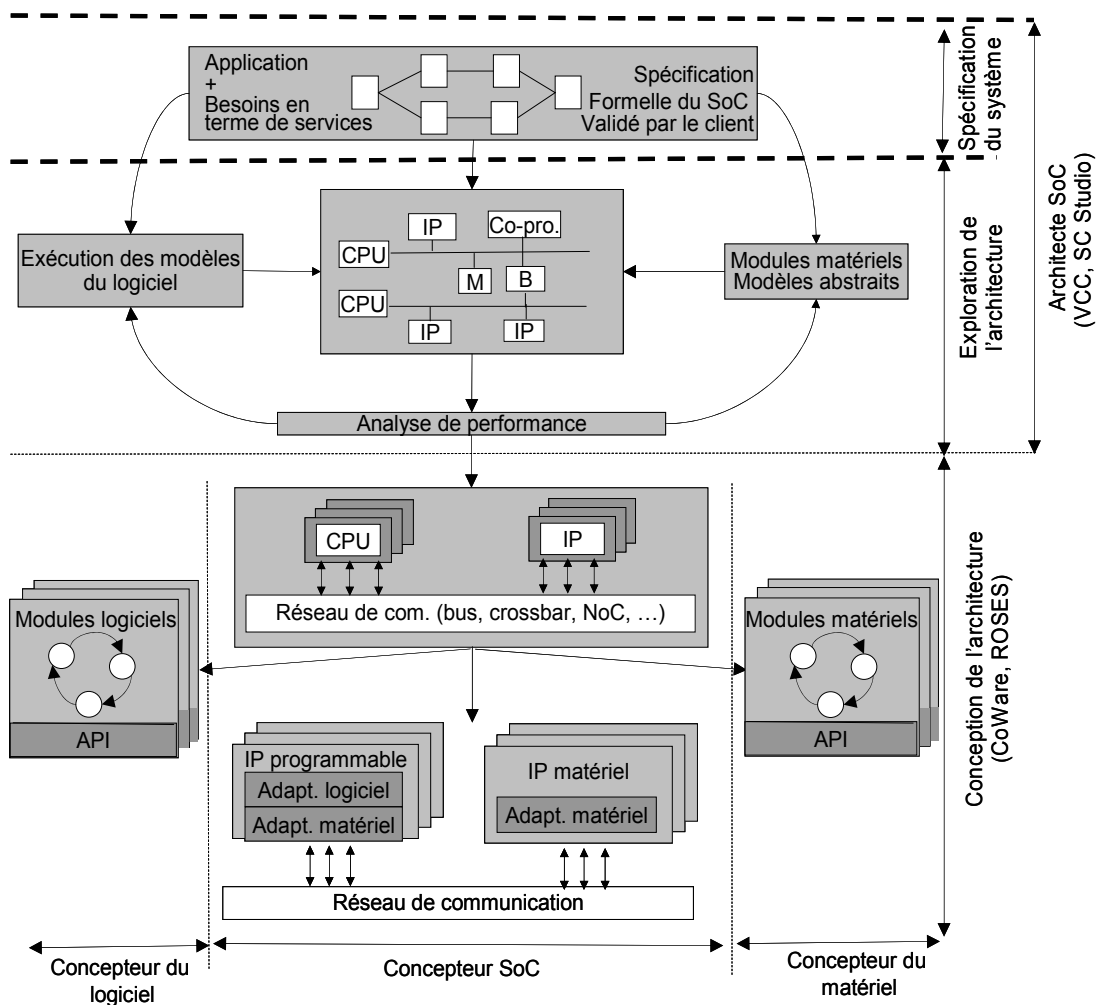 Application
+
Besoins en
terme de services
Spécification
Formelle du SoC
Validé par le client
Spécification
du système
Exécution des modèles
du logiciel
IP
Co-pro.
CPU
M
B
CPU
IP
IP
Modules matériels
Modèles abstraits
Exploration de
l'architecture
Architecte SoC
(VCC, SC Studio)
Analyse de performance
CPU
IP
Réseau de com. (bus, crossbar, NoC, …)
Modules logiciels
API
Modules matériels
API
IP programmable
Adapt. logiciel
Adapt. matériel
IP matériel
Adapt. matériel
Réseau de communication
Conception de l'architecture
(CoWare, ROSES)
Concepteur du
logiciel
Concepteur SoC
Concepteur du
matériel